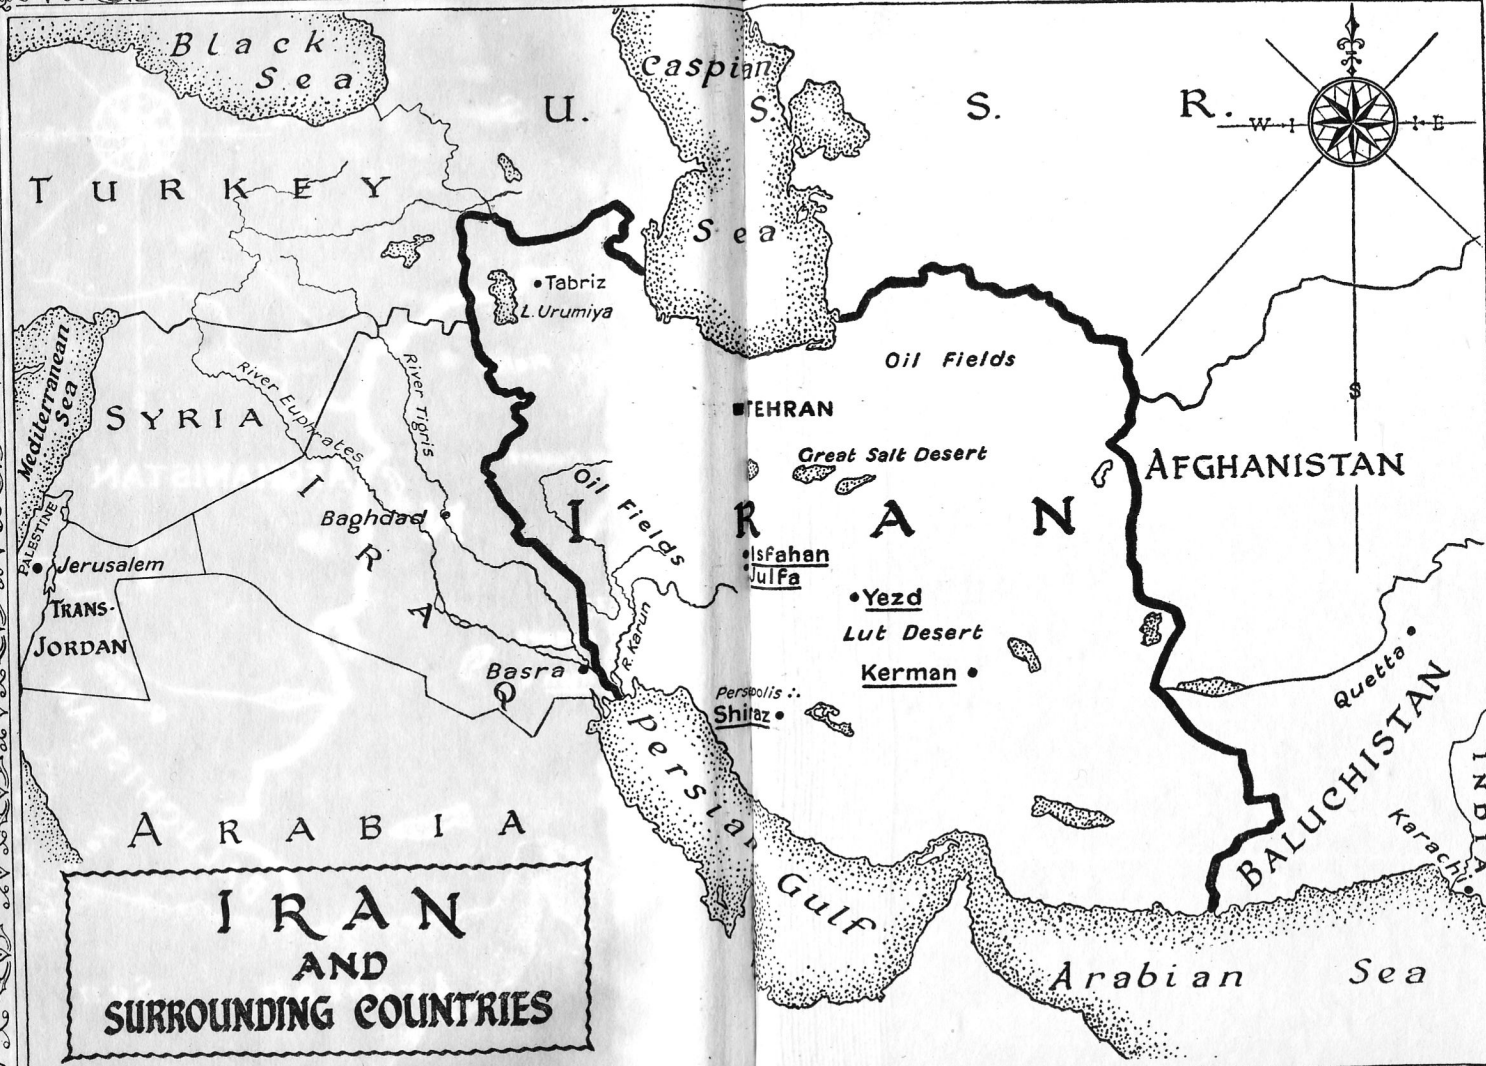 Black
Sea
Caspian
Sea
U. S. S. R.
W I I E
S
TURKEY
Tabriz
L. Urumiya
Mediterranean
Sea
SYRIA
River Euphrates
River Tigris
Oil Fields
TEHRAN
Great Salt Desert
AFGHANISTAN
IRAQ
Baghdad
Oil Fields
IRAN
PALESTINE
Jerusalem
Isfahan
Julfa
Yezd
TRANS-
JORDAN
Lut Desert
R. Karun
Basra
Kerman
Persepolis
Shiraz
Quetta
BALUCHISTAN
INDIA
Karachi
Persian
Gulf
ARABIA
Arabian Sea
IRAN
AND
SURROUNDING COUNTRIES